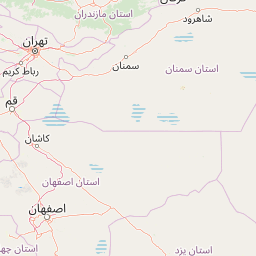 استان مازندران
شاهرود
تهران
سمنان
استان سمنان
رباط کریم
قم
کاشان
استان اصفهان
اصفهان
استان یزد